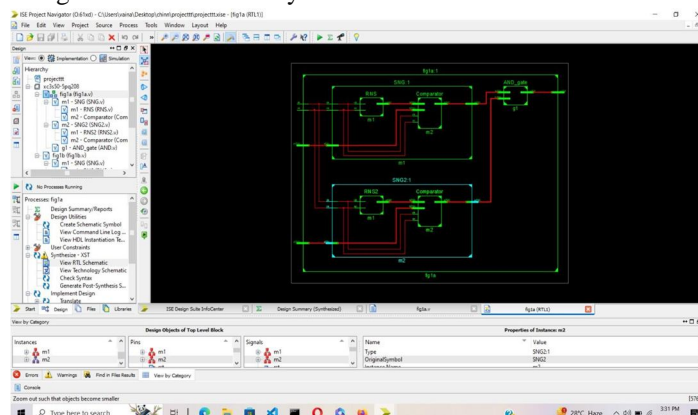 ISE Project Navigator (O.61xd) - C:\Users\vaina\Desktop\chinni\projecttt\projecttt.xise - [fig1a (RTL1)]
File Edit View Project Source Process Tools Window Layout Help
Design
View: Implementation Simulation
Hierarchy
projecttt
xc3s50-5pq208
fig1a (fig1a.v)
m1 - SNG (SNG.v)
m1 - RNS (RNS.v)
m2 - Comparator (Com
m2 - SNG2 (SNG2.v)
m1 - RNS2 (RNS2.v)
m2 - Comparator (Com
g1 - AND_gate (AND.v)
fig1b (fig1b.v)
m1 - SNG (SNG.v)
No Processes Running
Processes: fig1a
Design Summary/Reports
Design Utilities
Create Schematic Symbol
View Command Line Log ...
View HDL Instantiation Te...
User Constraints
Synthesize - XST
View RTL Schematic
View Technology Schematic
Check Syntax
Generate Post-Synthesis S...
Implement Design
Translate
fig1a:1
SNG:1
RNS
Comparator
AND_gate
m1
m2
g1
m1
SNG2:1
RNS2
Comparator
m1
m2
m2
fig1a
Start Design Files Libraries
ISE Design Suite InfoCenter
Design Summary (Synthesized)
fig1a.v
fig1a (RTL1)
View by Category
Design Objects of Top Level Block
Properties of Instance: m2
Instances
Pins
Signals
Name
Value
m1
m1
m1
Type
SNG2:1
m2
m2
m2
OriginalSymbol
SNG2
Errors Warnings Find in Files Results View by Category
Console
Zoom out such that objects become smaller
Type here to search
28°C Haze
3:31 PM